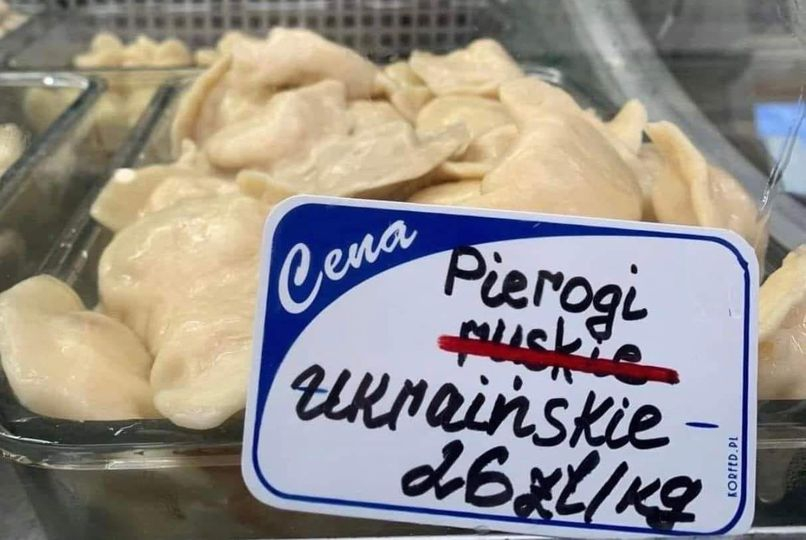 Cena
Pierogi
ruskie
ukraińskie -
26 zł/kg
KORFED.PL